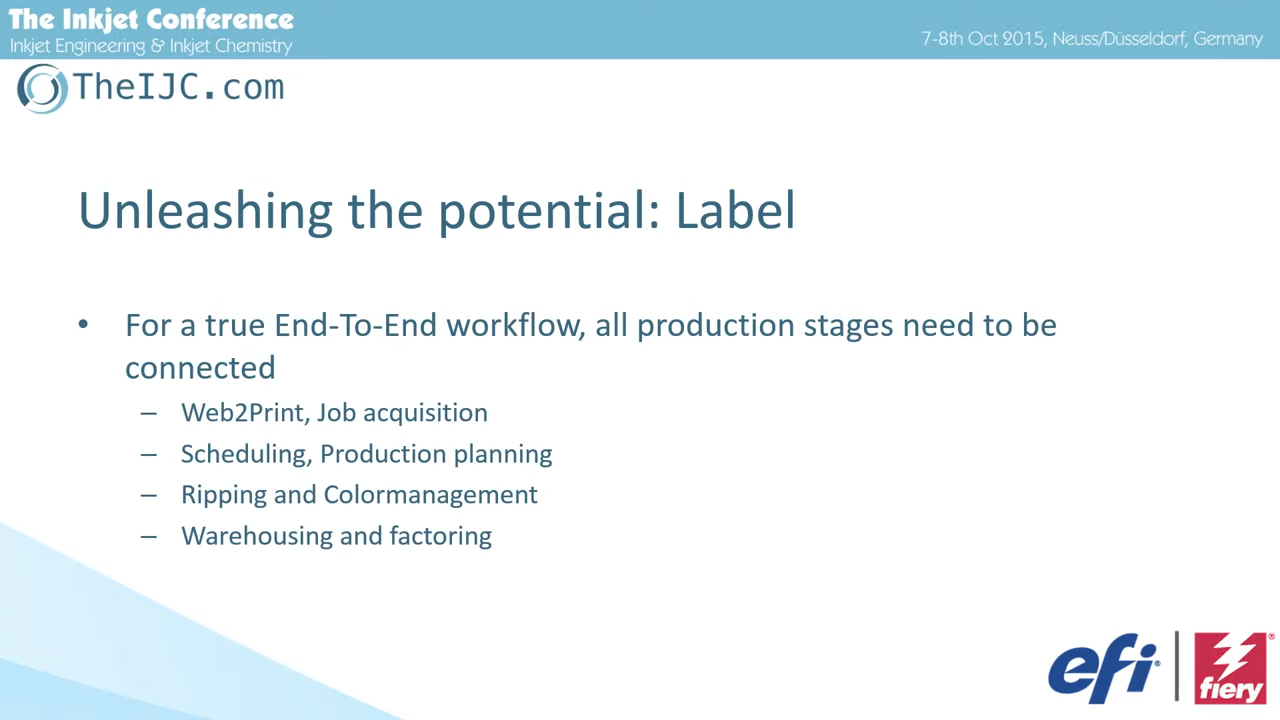 The Inkjet Conference
Inkjet Engineering & Inkjet Chemistry
7-8th Oct 2015, Neuss/Düsseldorf, Germany
TheIJC.com
Unleashing the potential: Label
• For a true End-To-End workflow, all production stages need to be
connected
– Web2Print, Job acquisition
– Scheduling, Production planning
– Ripping and Colormanagement
– Warehousing and factoring
efi®
fiery®